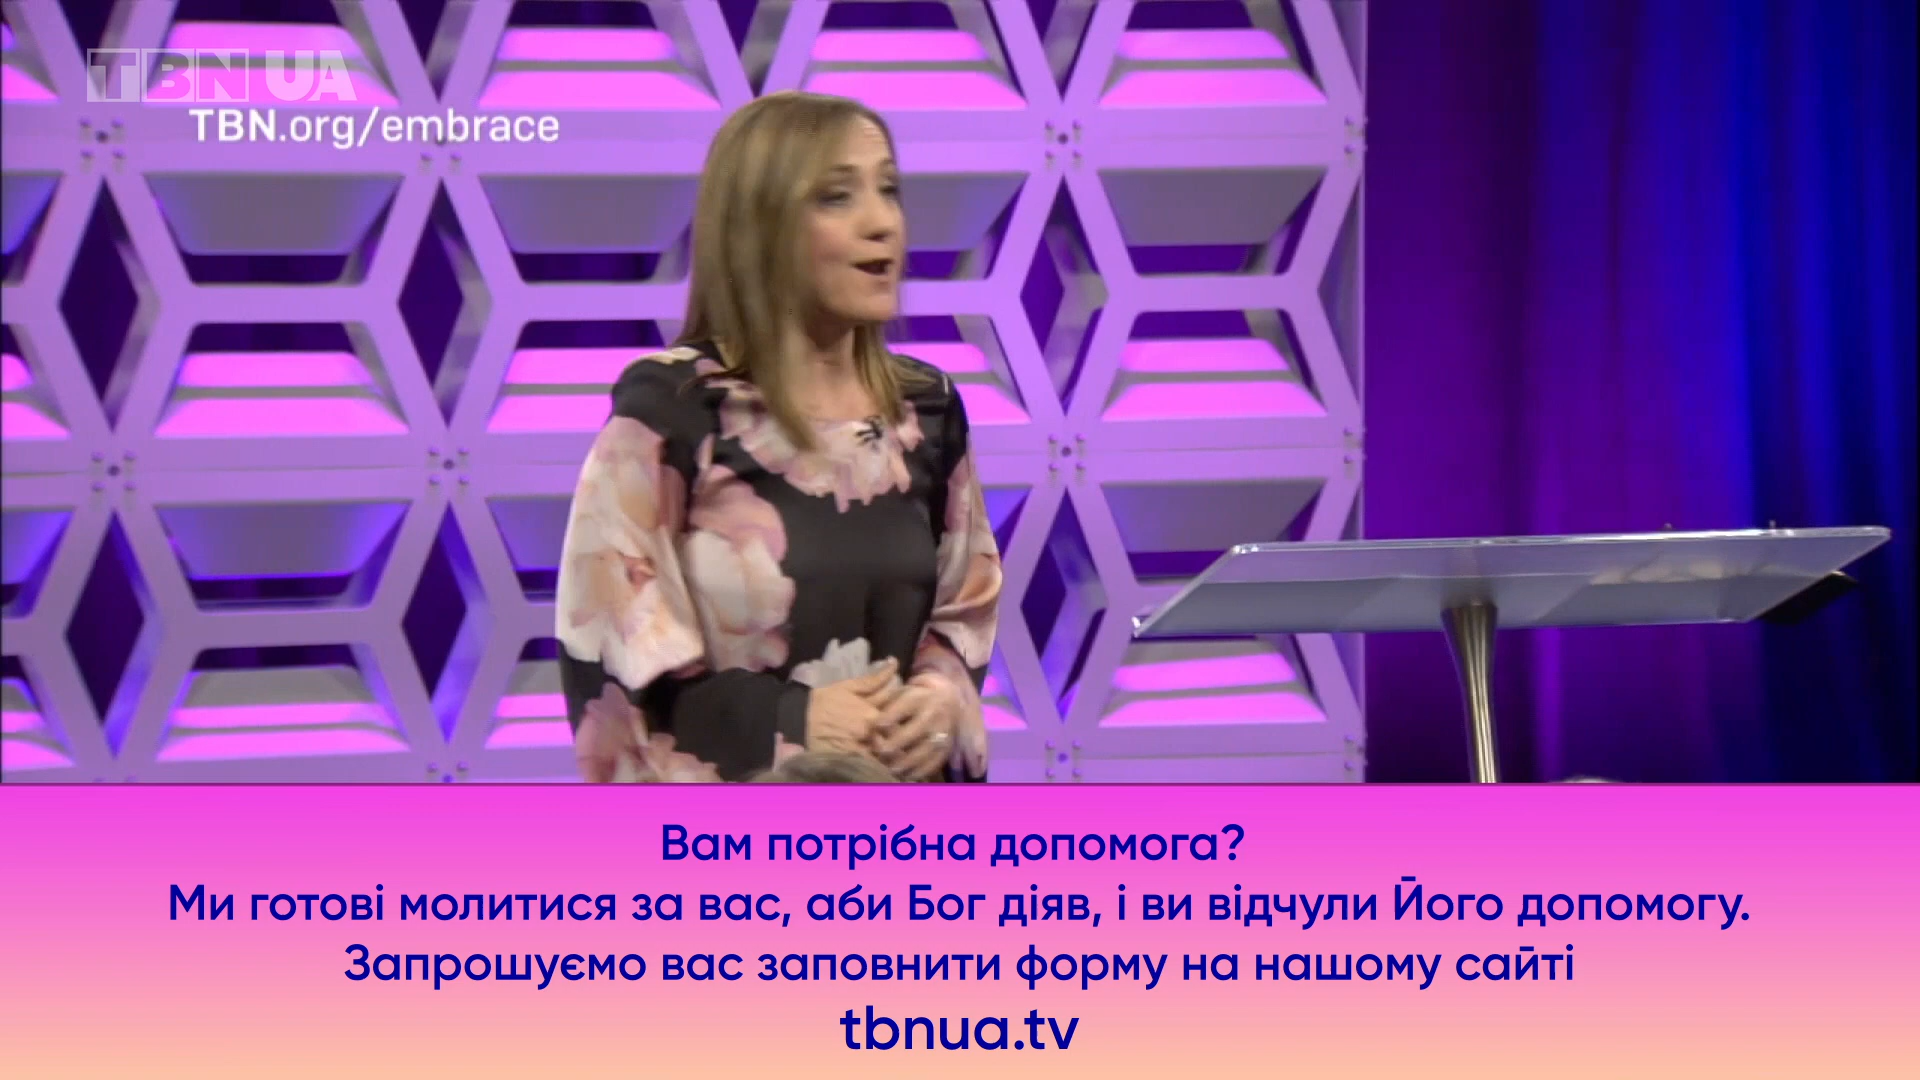 TBN UA
TBN.org/embrace
Вам потрібна допомога?
Ми готові молитися за вас, аби Бог діяв, і ви відчули Його допомогу.
Запрошуємо вас заповнити форму на нашому сайті
tbnua.tv